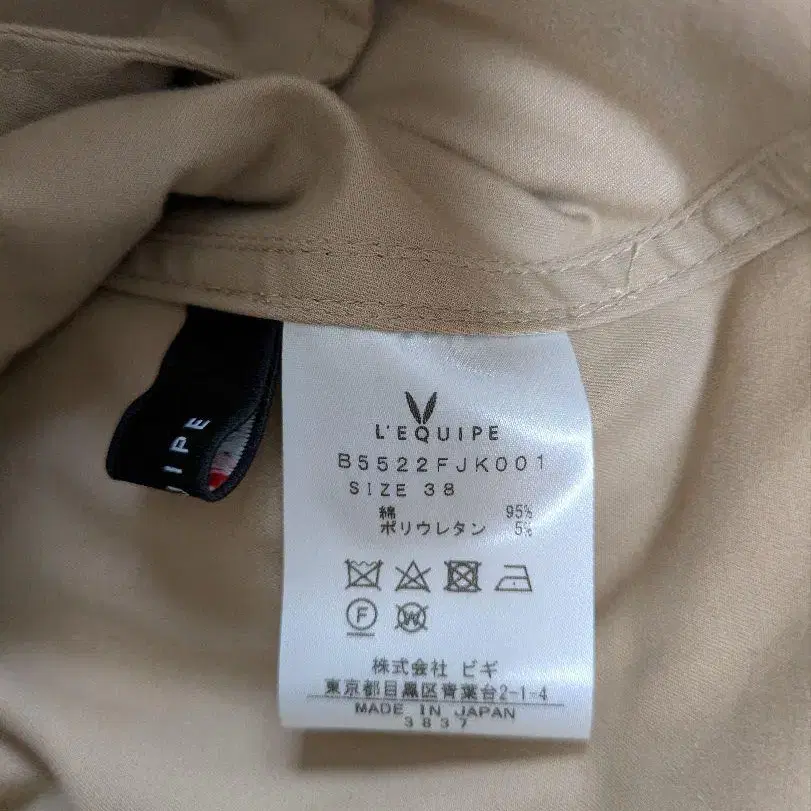 L'EQUIPE
B5522FJK001
SIZE 38
綿 95%
ポリウレタン 5%
F
W
株式会社 ビギ
東京都目黒区青葉台2-1-4
MADE IN JAPAN
3837